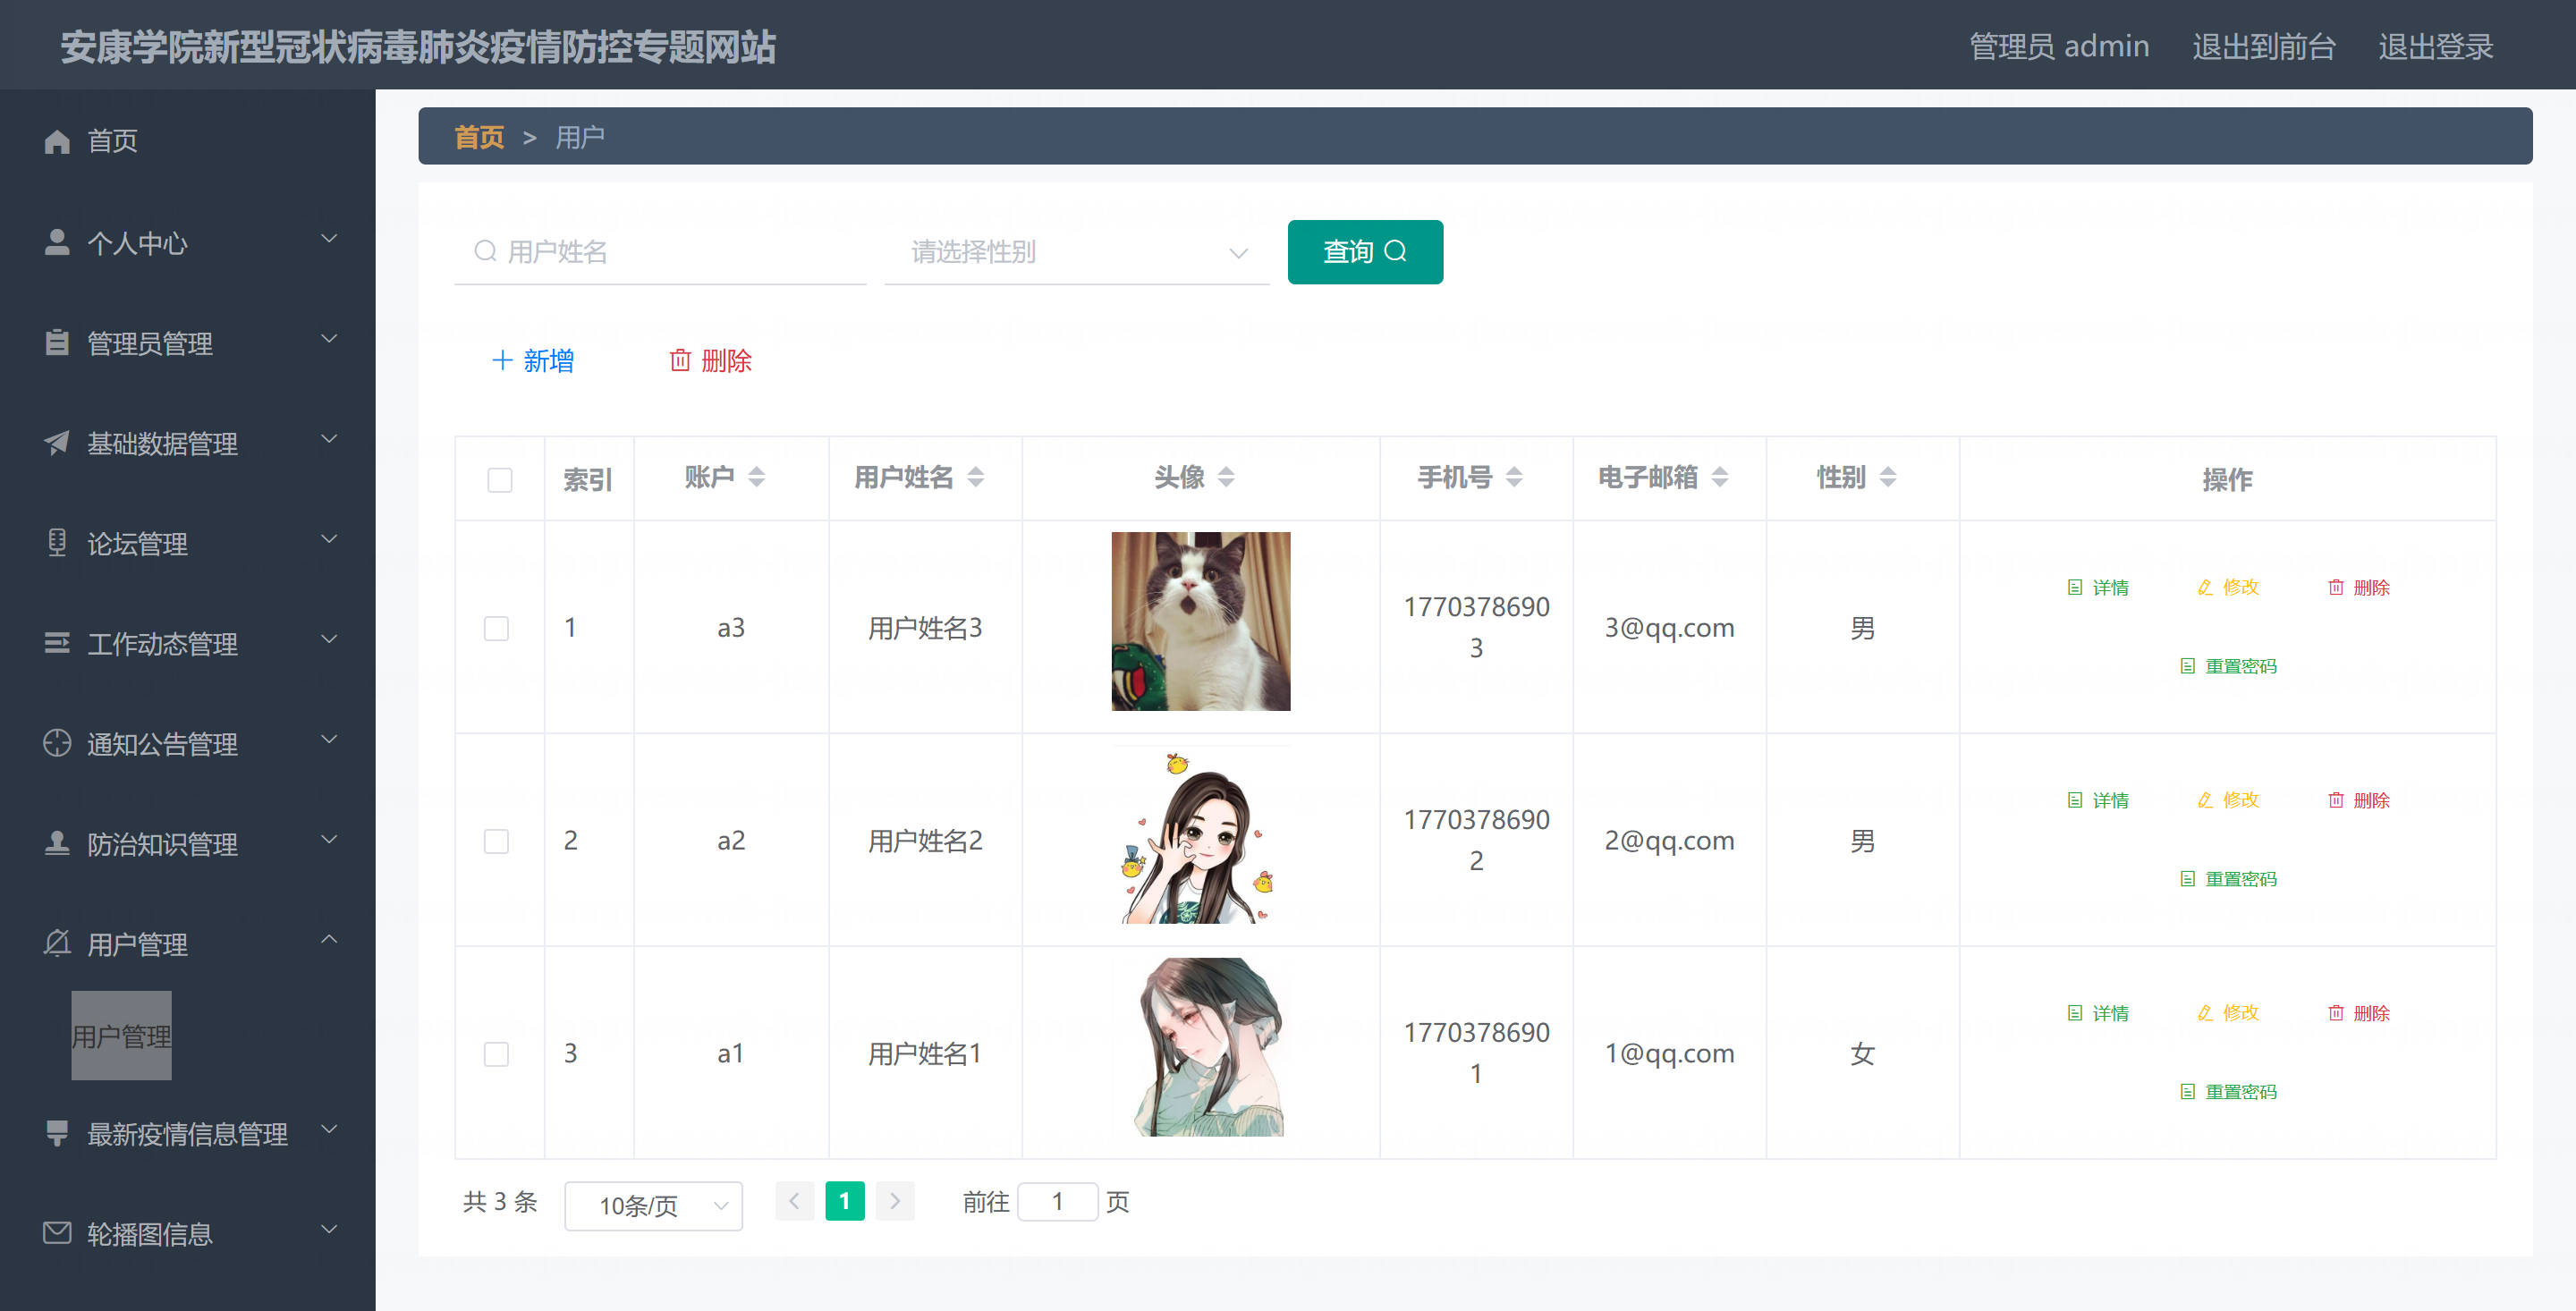 安康学院新型冠状病毒肺炎疫情防控专题网站
管理员 admin
退出到前台
退出登录
首页
个人中心
管理员管理
基础数据管理
论坛管理
工作动态管理
通知公告管理
防治知识管理
用户管理
用户管理
最新疫情信息管理
轮播图信息
首页 > 用户
用户姓名
请选择性别
查询
新增
删除
索引 账户 用户姓名 头像 手机号 电子邮箱 性别 操作
1 a3 用户姓名3 1770378690
3
3@qq.com 男 详情 修改 删除
重置密码
2 a2 用户姓名2 1770378690
2
2@qq.com 男 详情 修改 删除
重置密码
3 a1 用户姓名1 1770378690
1
1@qq.com 女 详情 修改 删除
重置密码
共 3 条 10条/页 1 前往 1 页